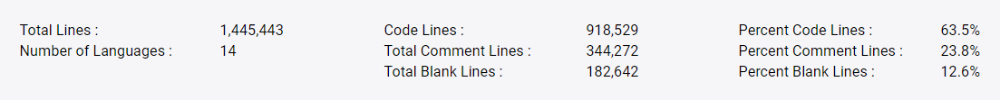 Total Lines : 1,445,443 Code Lines : 918,529 Percent Code Lines : 63.5%
Number of Languages : 14 Total Comment Lines : 344,272 Percent Comment Lines : 23.8%
Total Blank Lines : 182,642 Percent Blank Lines : 12.6%